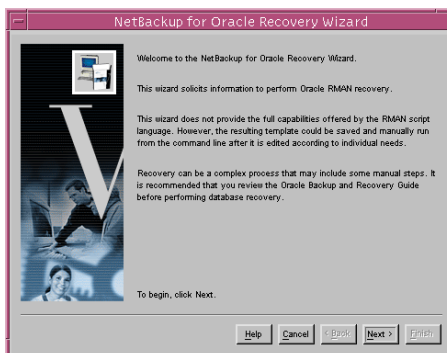 NetBackup for Oracle Recovery Wizard
Welcome to the NetBackup for Oracle Recovery Wizard.
This wizard solicits information to perform Oracle RMAN recovery.
This wizard does not provide the full capabilities offered by the RMAN script
language. However, the resulting template could be saved and manually run
from the command line after it is edited according to individual needs.
Recovery can be a complex process that may include some manual steps. It
is recommended that you review the Oracle Backup and Recovery Guide
before performing database recovery.
To begin, click Next.
Help Cancel < Back Next > Finish